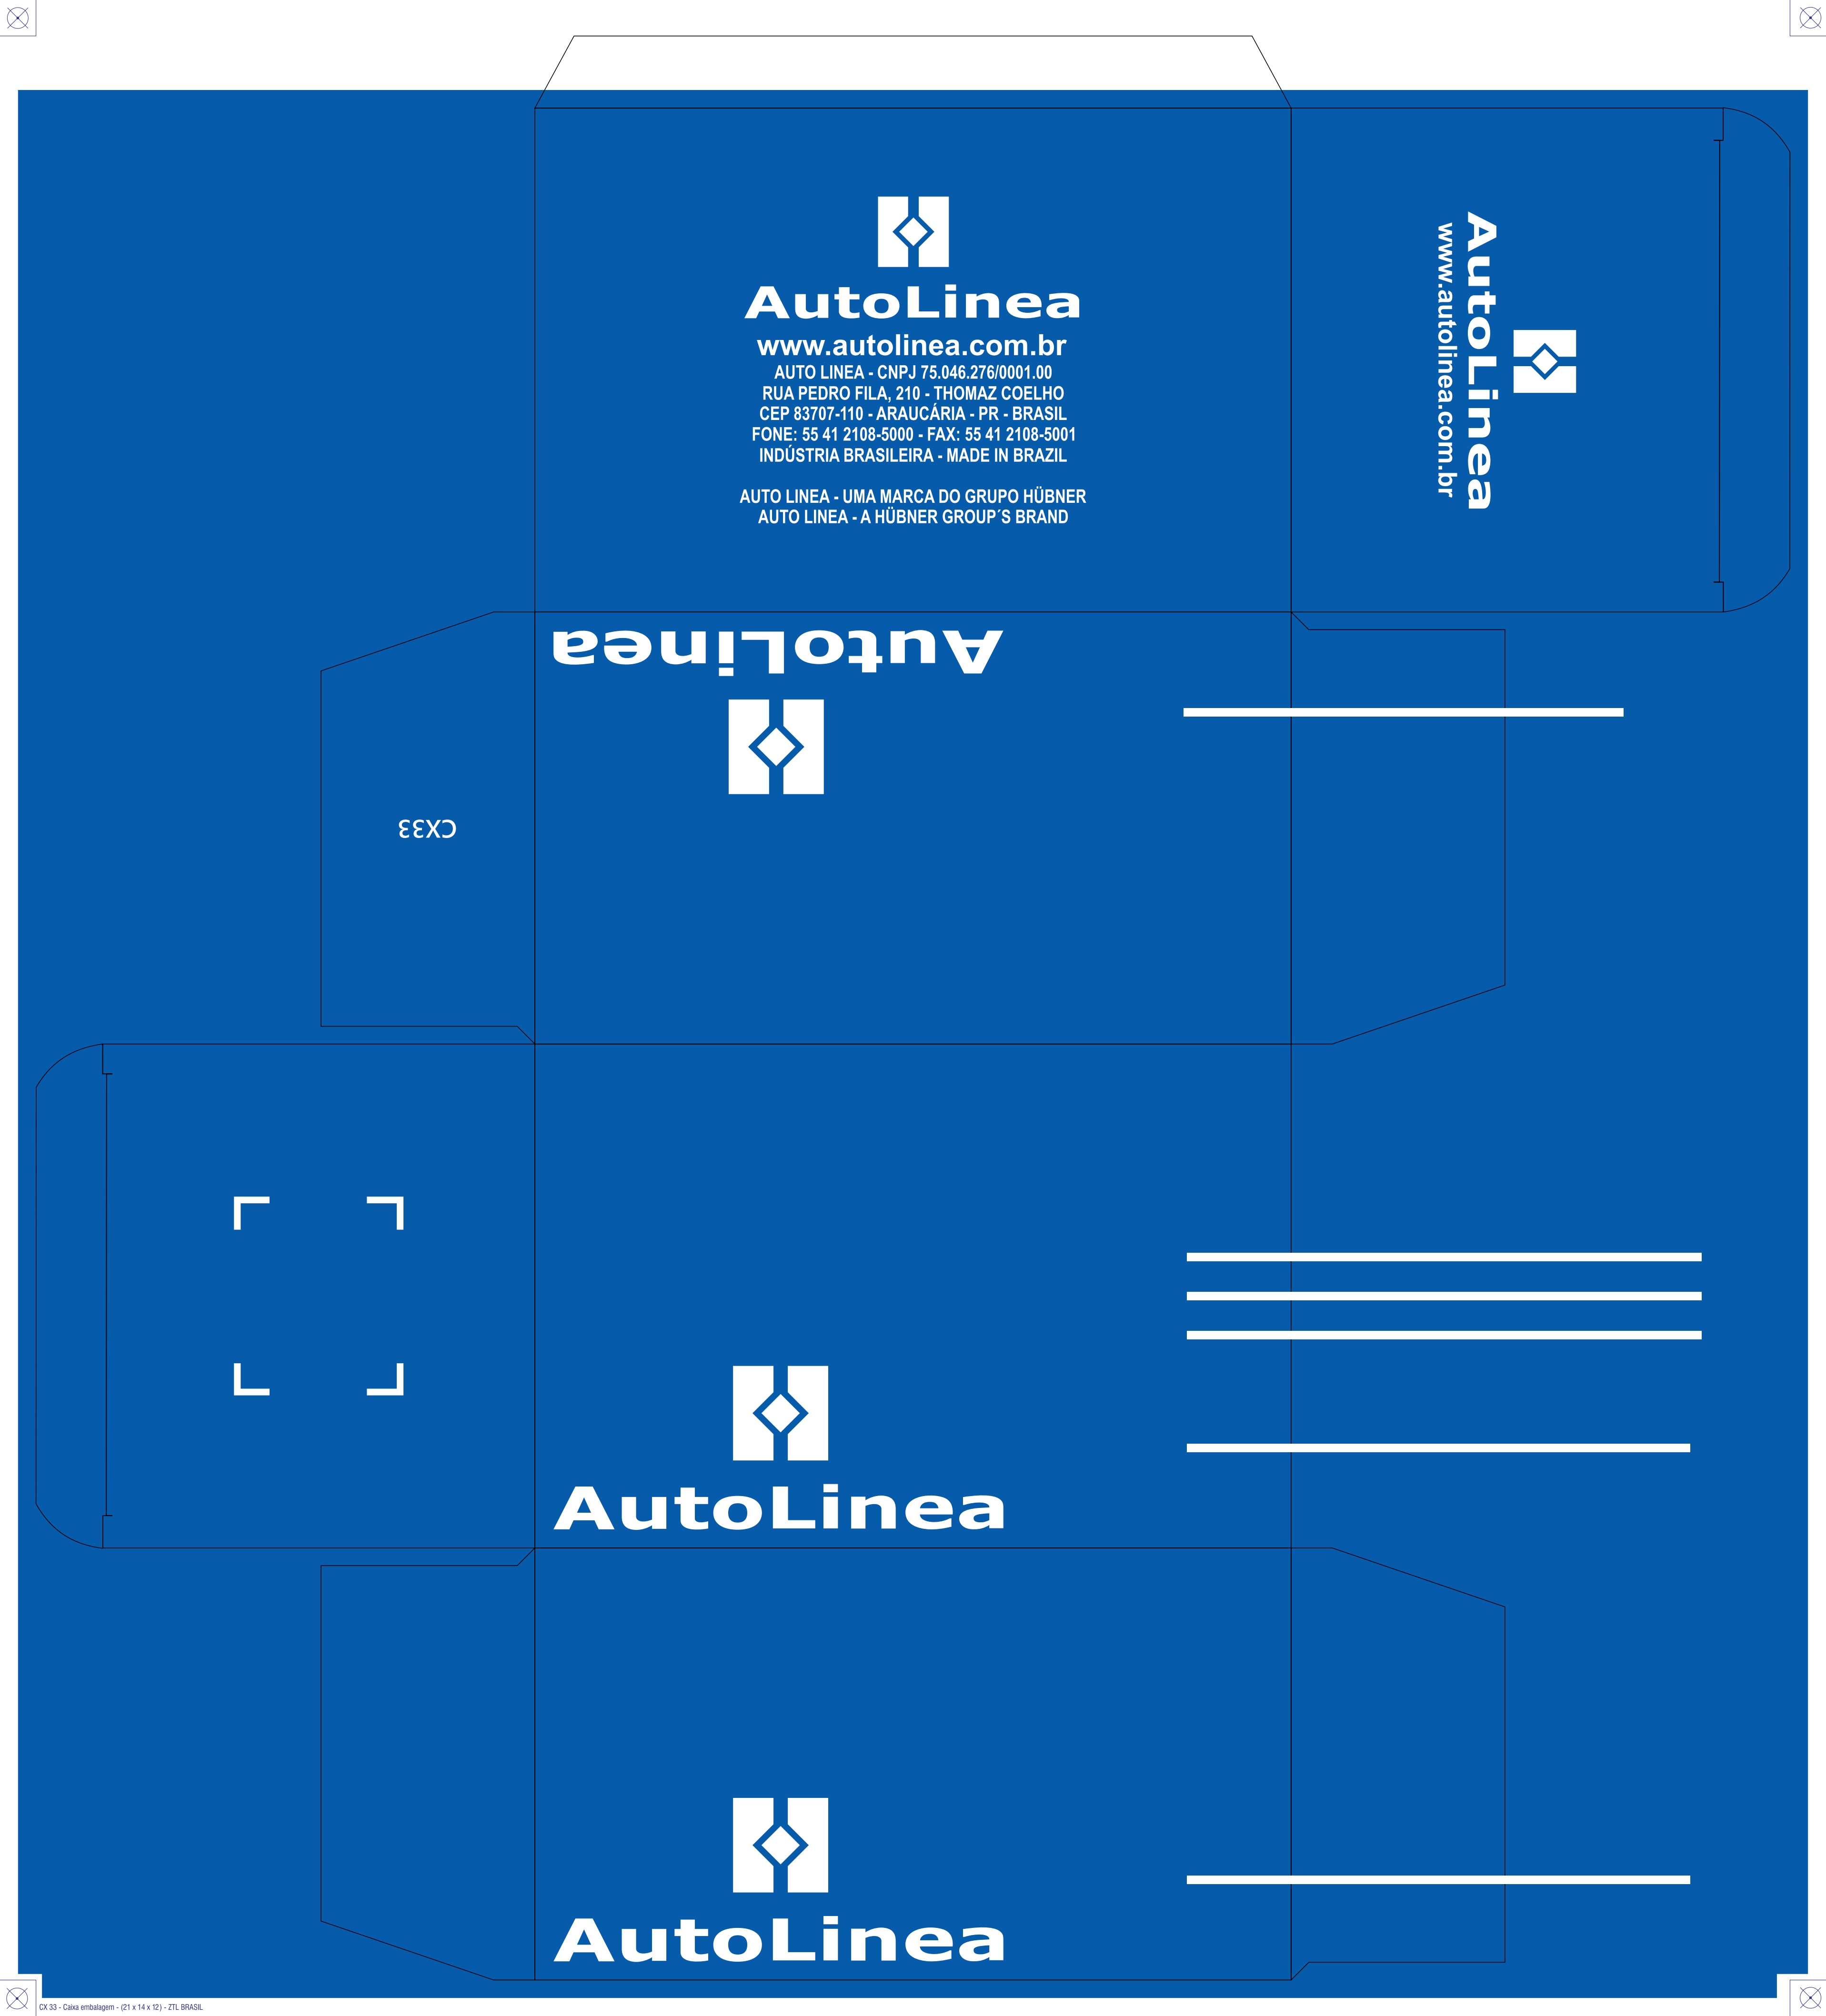 AutoLinea
www.autolinea.com.br
AUTO LINEA - CNPJ 75.046.276/0001.00
RUA PEDRO FILA, 210 - THOMAZ COELHO
CEP 83707-110 - ARAUCÁRIA - PR - BRASIL
FONE: 55 41 2108-5000 - FAX: 55 41 2108-5001
INDÚSTRIA BRASILEIRA - MADE IN BRAZIL
AUTO LINEA - UMA MARCA DO GRUPO HÜBNER
AUTO LINEA - A HÜBNER GROUP´S BRAND
AutoLinea
www.autolinea.com.br
AutoLinea
CX33
AutoLinea
AutoLinea
CX 33 - Caixa embalagem - (21 x 14 x 12) - ZTL BRASIL